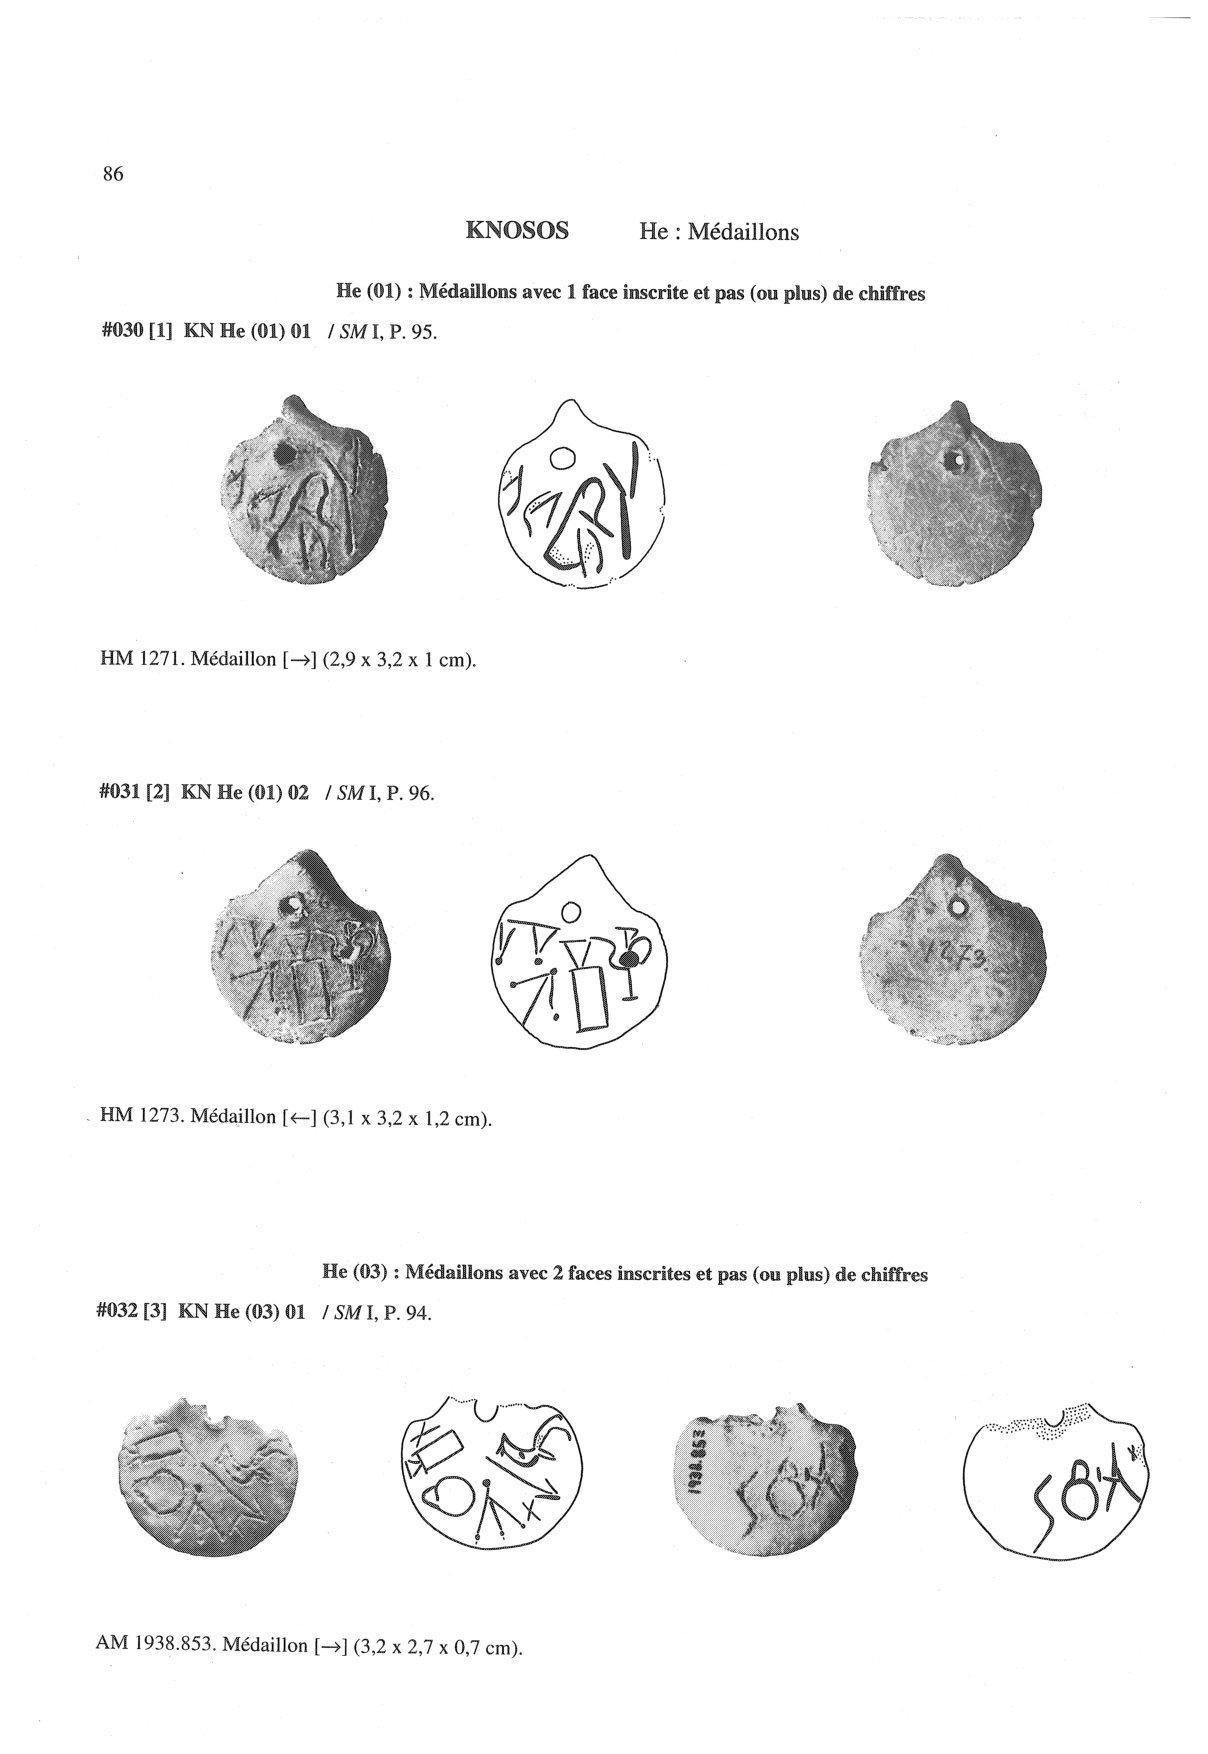 86
KNOSOS He : Médaillons
He (01) : Médaillons avec 1 face inscrite et pas (ou plus) de chiffres
#030 [1] KN He (01) 01 / SM I, P. 95.
HM 1271. Médaillon [→] (2,9 x 3,2 x 1 cm).
#031 [2] KN He (01) 02 / SM I, P. 96.
1273.
HM 1273. Médaillon [←] (3,1 x 3,2 x 1,2 cm).
He (03) : Médaillons avec 2 faces inscrites et pas (ou plus) de chiffres
#032 [3] KN He (03) 01 / SM I, P. 94.
1938.853
AM 1938.853. Médaillon [→] (3,2 x 2,7 x 0,7 cm).